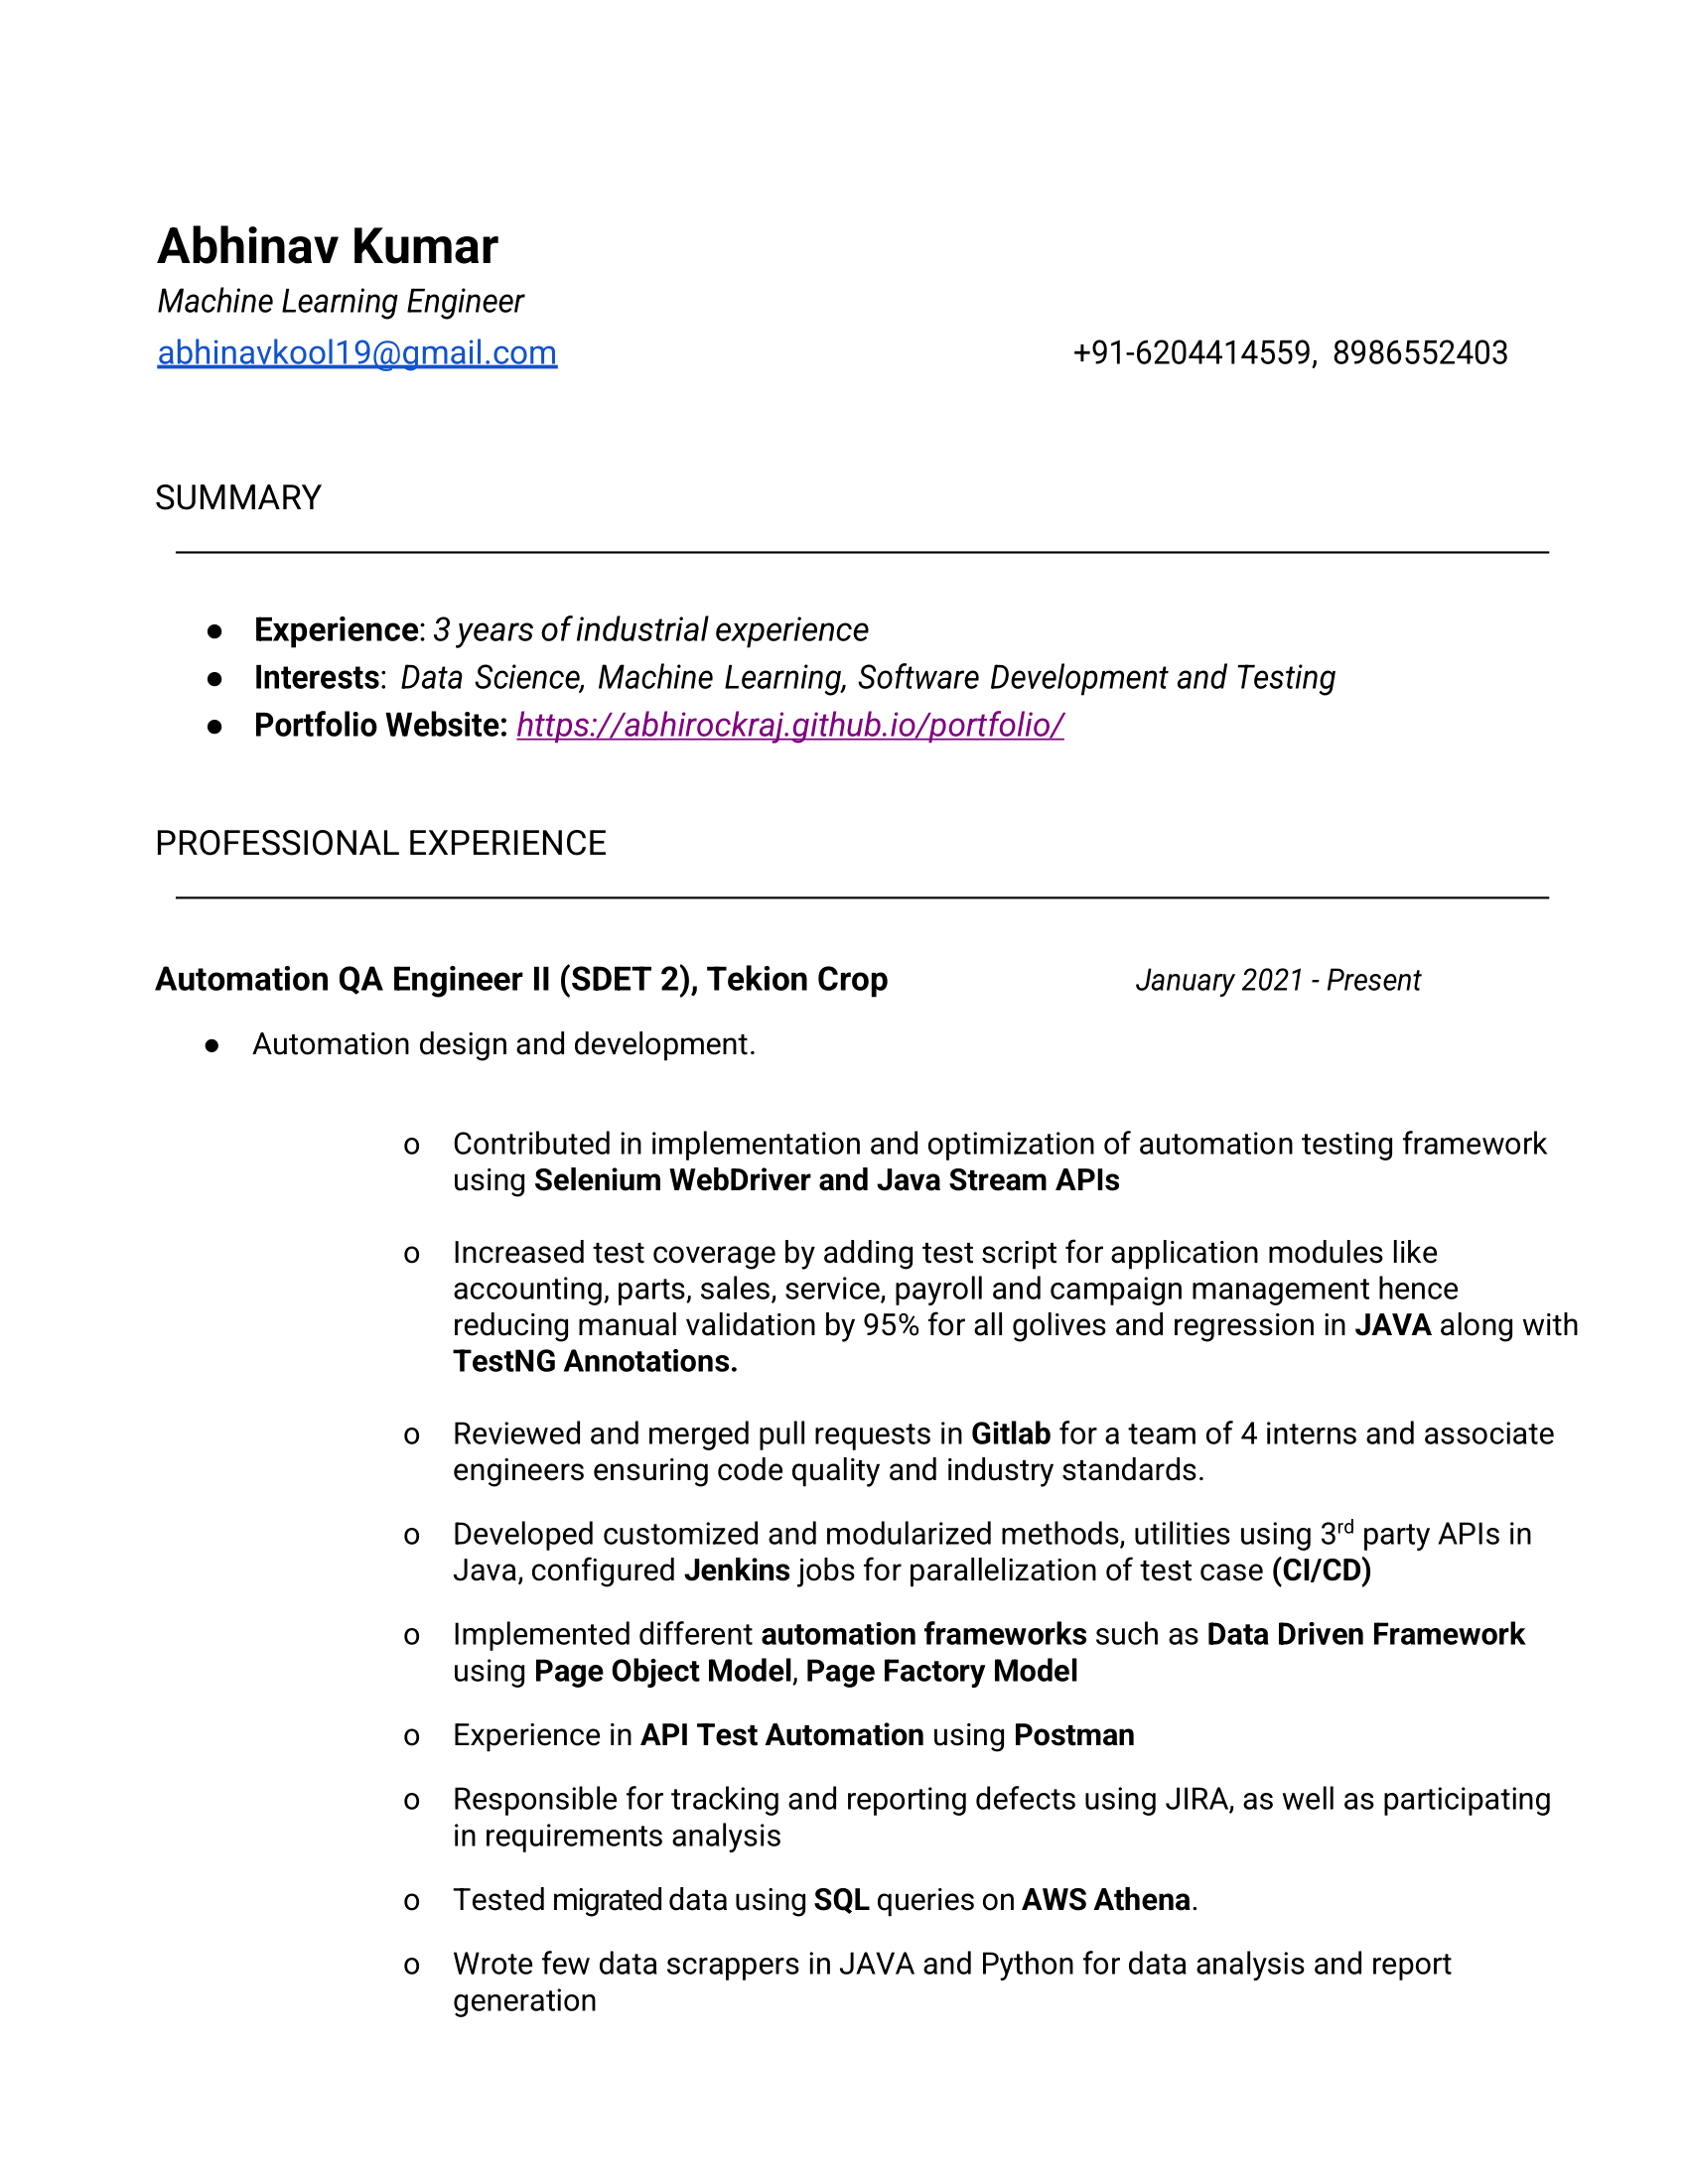 Abhinav Kumar
Machine Learning Engineer
abhinavkool19@gmail.com +91-6204414559, 8986552403
SUMMARY
● Experience: 3 years of industrial experience
● Interests: Data Science, Machine Learning, Software Development and Testing
● Portfolio Website: https://abhirockraj.github.io/portfolio/
PROFESSIONAL EXPERIENCE
Automation QA Engineer II (SDET 2), Tekion Crop January 2021 - Present
● Automation design and development.
o Contributed in implementation and optimization of automation testing framework
using Selenium WebDriver and Java Stream APIs
o Increased test coverage by adding test script for application modules like
accounting, parts, sales, service, payroll and campaign management hence
reducing manual validation by 95% for all golives and regression in JAVA along with
TestNG Annotations.
o Reviewed and merged pull requests in Gitlab for a team of 4 interns and associate
engineers ensuring code quality and industry standards.
o Developed customized and modularized methods, utilities using 3rd party APIs in
Java, configured Jenkins jobs for parallelization of test case (CI/CD)
o Implemented different automation frameworks such as Data Driven Framework
using Page Object Model, Page Factory Model
o Experience in API Test Automation using Postman
o Responsible for tracking and reporting defects using JIRA, as well as participating
in requirements analysis
o Tested migrated data using SQL queries on AWS Athena.
o Wrote few data scrappers in JAVA and Python for data analysis and report
generation